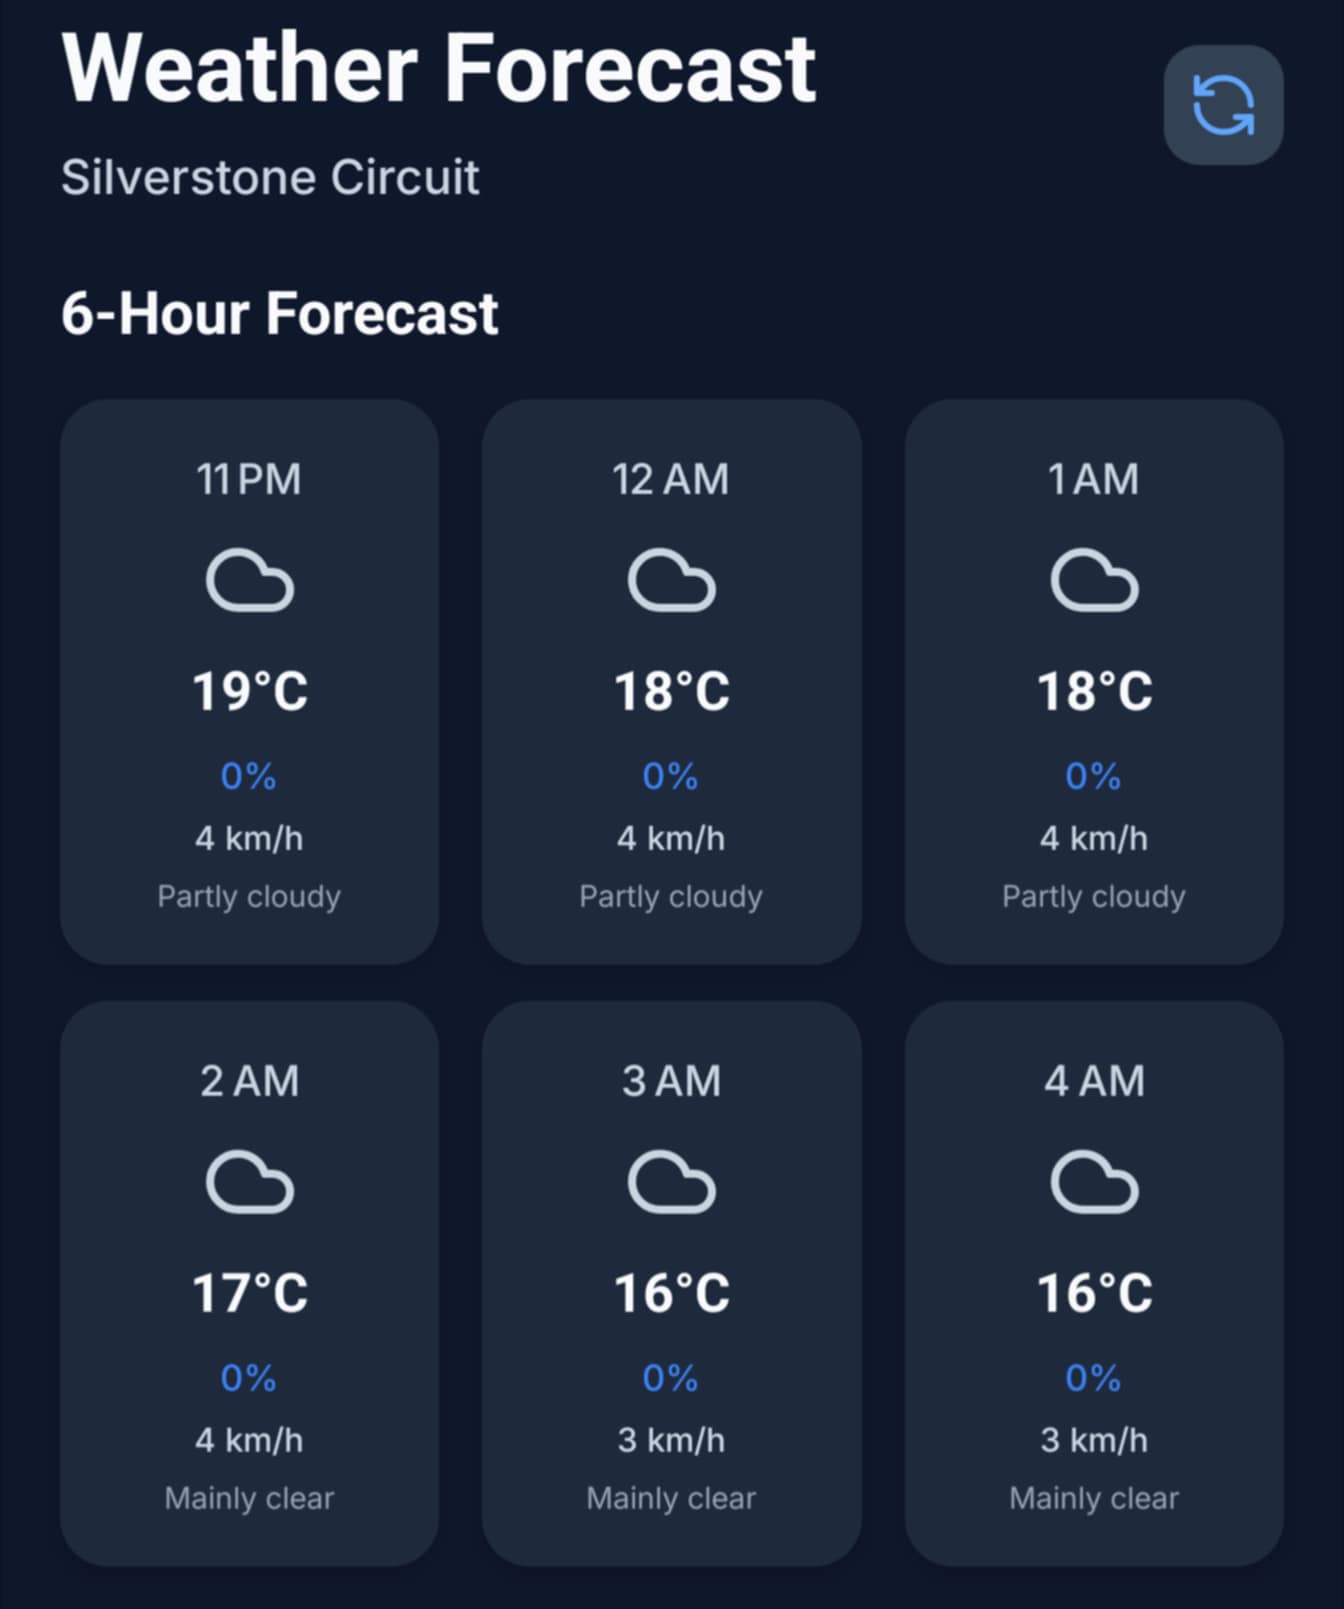 Weather Forecast
Silverstone Circuit
6-Hour Forecast
11 PM
19°C
0%
4 km/h
Partly cloudy
12 AM
18°C
0%
4 km/h
Partly cloudy
1 AM
18°C
0%
4 km/h
Partly cloudy
2 AM
17°C
0%
4 km/h
Mainly clear
3 AM
16°C
0%
3 km/h
Mainly clear
4 AM
16°C
0%
3 km/h
Mainly clear